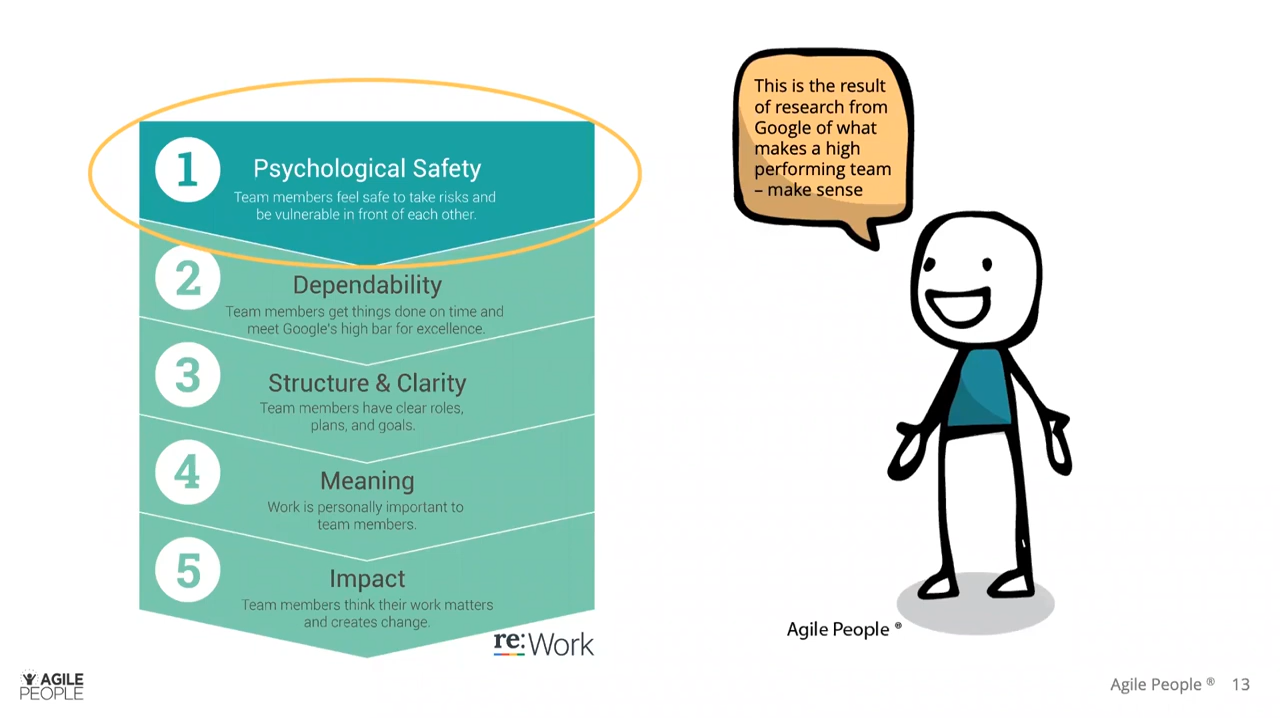 1
Psychological Safety
Team members feel safe to take risks and
be vulnerable in front of each other.
2
Dependability
Team members get things done on time and
meet Google's high bar for excellence.
3
Structure & Clarity
Team members have clear roles,
plans, and goals.
4
Meaning
Work is personally important to
team members.
5
Impact
Team members think their work matters
and creates change.
re:Work
This is the result
of research from
Google of what
makes a high
performing team
– make sense
Agile People ®
AGILE
PEOPLE
Agile People ® 13